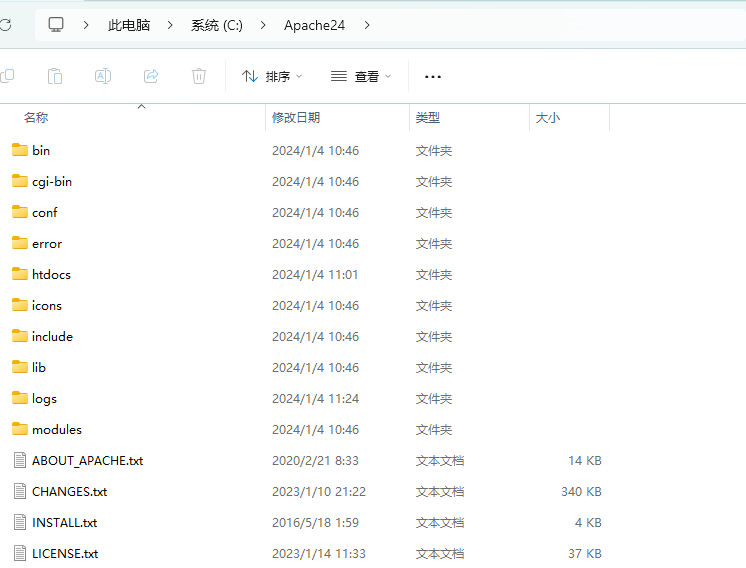 此电脑 > 系统 (C:) > Apache24 >
排序 查看 ...
名称 修改日期 类型 大小
bin 2024/1/4 10:46 文件夹
cgi-bin 2024/1/4 10:46 文件夹
conf 2024/1/4 10:46 文件夹
error 2024/1/4 10:46 文件夹
htdocs 2024/1/4 11:01 文件夹
icons 2024/1/4 10:46 文件夹
include 2024/1/4 10:46 文件夹
lib 2024/1/4 10:46 文件夹
logs 2024/1/4 11:24 文件夹
modules 2024/1/4 10:46 文件夹
ABOUT_APACHE.txt 2020/2/21 8:33 文本文档 14 KB
CHANGES.txt 2023/1/10 21:22 文本文档 340 KB
INSTALL.txt 2016/5/18 1:59 文本文档 4 KB
LICENSE.txt 2023/1/14 11:33 文本文档 37 KB